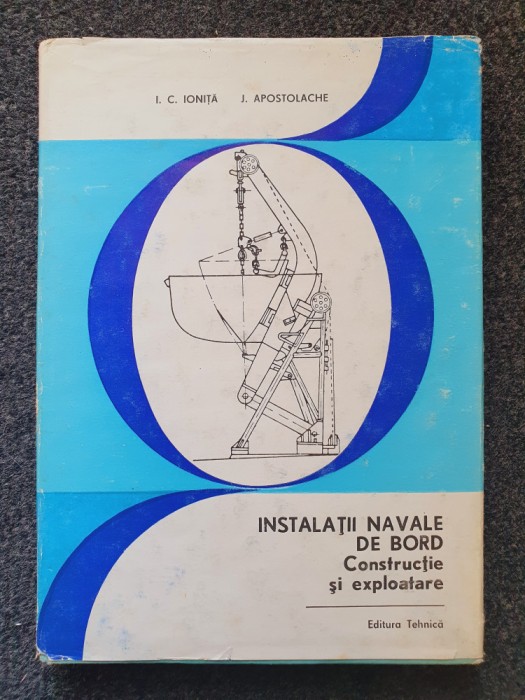 I. C. IONIȚĂ J. APOSTOLACHE
INSTALAȚII NAVALE
DE BORD
Construcție
și exploatare
Editura Tehnică